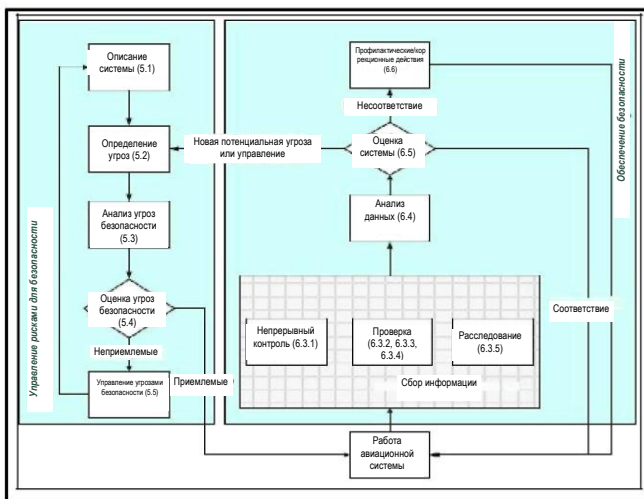 Управление рисками для безопасности
Описание
системы (5.1)
Определение
угроз (5.2)
Анализ угроз
безопасности
(5.3)
Оценка угроз
безопасности
(5.4)
Неприемлемые
Управление угрозами
безопасности (5.5)
Приемлемые
Новая потенциальная угроза
или управление
Обеспечение безопасности
Профилактические/кор
рекционные действия
(6.6)
Несоответствие
Оценка
системы (6.5)
Анализ
данных (6.4)
Непрерывный
контроль (6.3.1)
Проверка
(6.3.2, 6.3.3,
6.3.4)
Расследование
(6.3.5)
Сбор информации
Соответствие
Работа
авиационной
системы